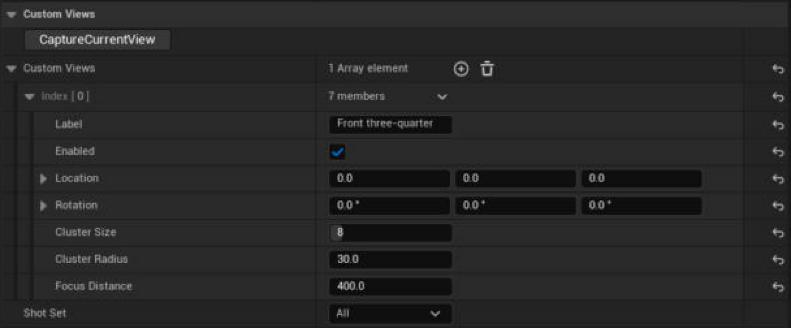 Custom Views
CaptureCurrentView
Custom Views 1 Array element
Index [ 0 ] 7 members
Label Front three-quarter
Enabled
Location 0.0 0.0 0.0
Rotation 0.0 ° 0.0 ° 0.0 °
Cluster Size 8
Cluster Radius 30.0
Focus Distance 400.0
Shot Set All